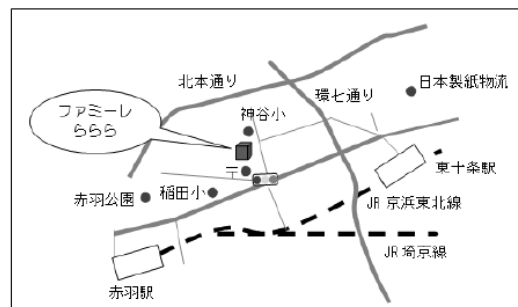 北本通り
環七通り
日本製紙物流
ファミーレ
ららら
神谷小
〒
東十条駅
赤羽公園
稲田小
JR 京浜東北線
JR 埼京線
赤羽駅